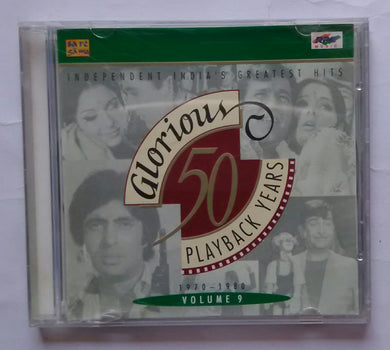 INDEPENDENT INDIA'S GREATEST HITS
Glorious
50
PLAYBACK YEARS
1970-1980
VOLUME 9